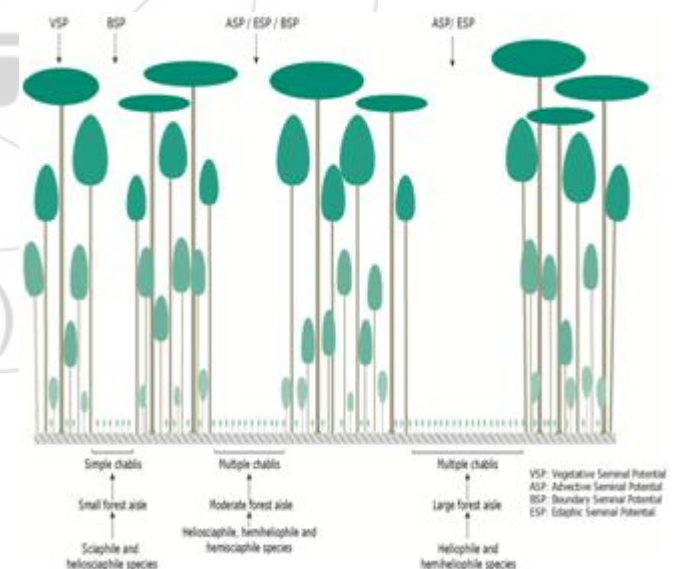 VSP
BSP
ASP / ESP / BSP
ASP/ ESP
Simple chablis
Multiple chablis
Multiple chablis
Small forest aisle
Moderate forest aisle
Large forest aisle
Sciaphile and
heliosciaphile species
Heliosciaphile, hemiheliophile and
hemisciaphile species
Heliophile and
hemiheliophile species
VSP: Vegetative Seminal Potential
ASP: Advective Seminal Potential
BSP: Boundary Seminal Potential
ESP: Edaphic Seminal Potential